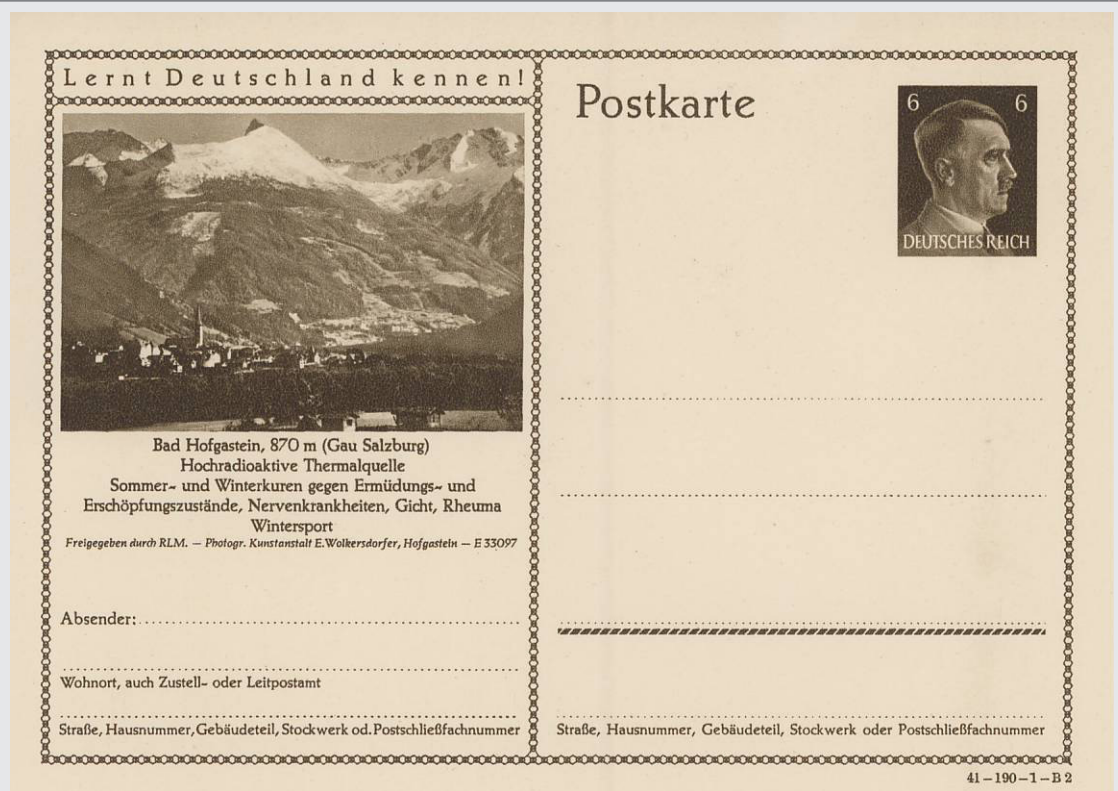 Lernt Deutschland kennen!
Bad Hofgastein, 870 m (Gau Salzburg)
Hochradioaktive Thermalquelle
Sommer- und Winterkuren gegen Ermüdungs- und
Erschöpfungszustände, Nervenkrankheiten, Gicht, Rheuma
Wintersport
Freigegeben durch RLM. — Photogr. Kunstanstalt E. Wolkersdorfer, Hofgastein — E 33097
Absender:
Wohnort, auch Zustell- oder Leitpostamt
Straße, Hausnummer, Gebäudeteil, Stockwerk od. Postschließfachnummer
Postkarte
6 6
DEUTSCHES REICH
Straße, Hausnummer, Gebäudeteil, Stockwerk oder Postschließfachnummer
41-190-1-B 2